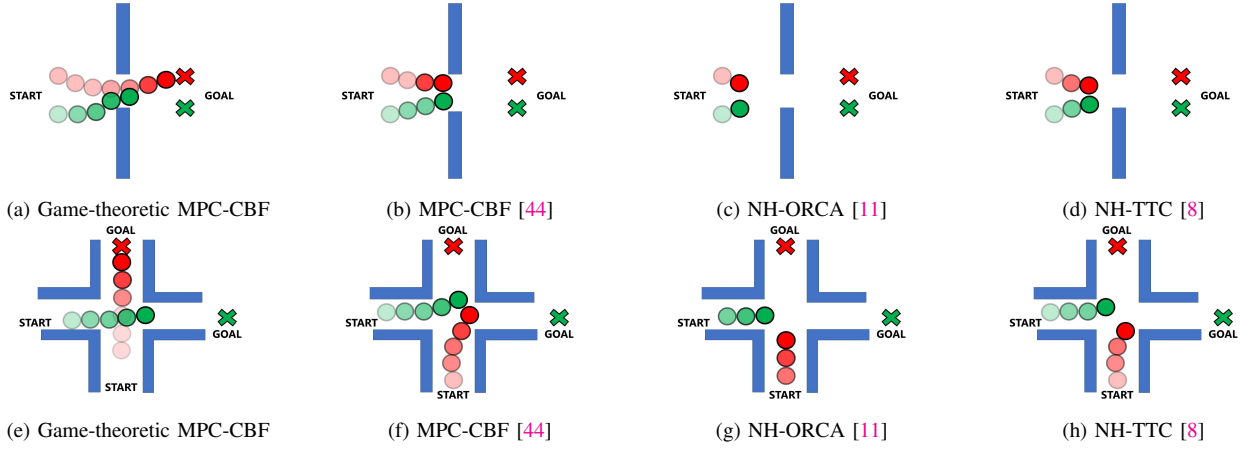 START GOAL START GOAL START GOAL START GOAL
(a) Game-theoretic MPC-CBF (b) MPC-CBF [44] (c) NH-ORCA [11] (d) NH-TTC [8]
GOAL GOAL GOAL GOAL
START START START START
GOAL GOAL GOAL GOAL
START START START START
(e) Game-theoretic MPC-CBF (f) MPC-CBF [44] (g) NH-ORCA [11] (h) NH-TTC [8]